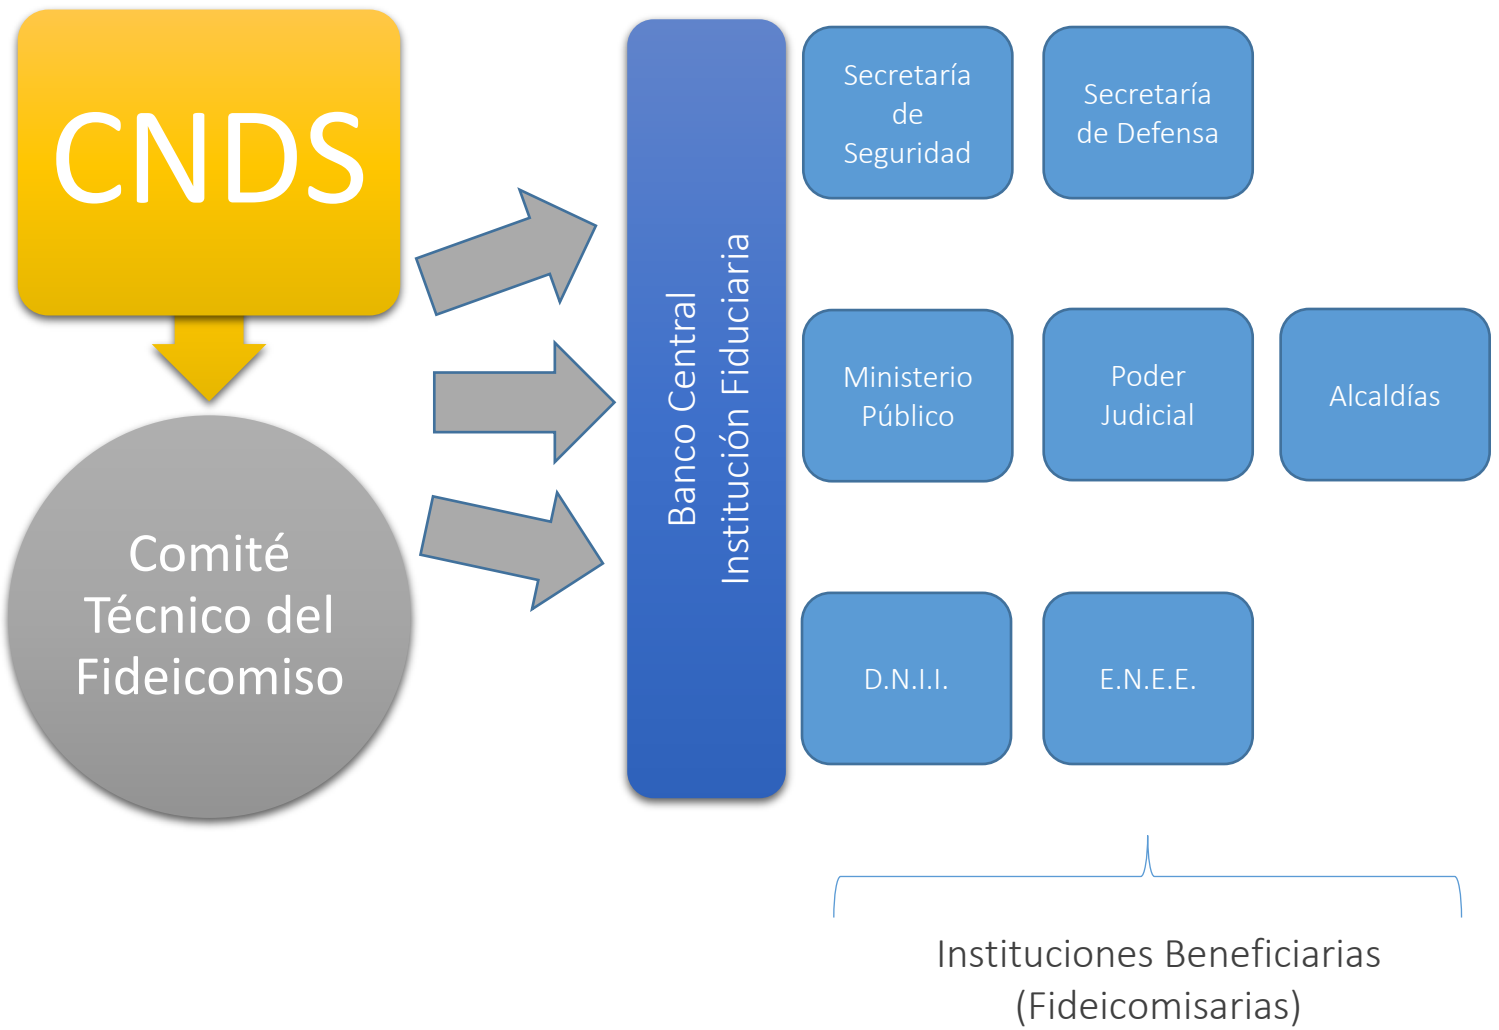 CNDS
Comité
Técnico del
Fideicomiso
Banco Central
Institución Fiduciaria
Secretaría
de
Seguridad
Secretaría
de Defensa
Ministerio
Público
Poder
Judicial
Alcaldías
D.N.I.I.
E.N.E.E.
Instituciones Beneficiarias
(Fideicomisarias)